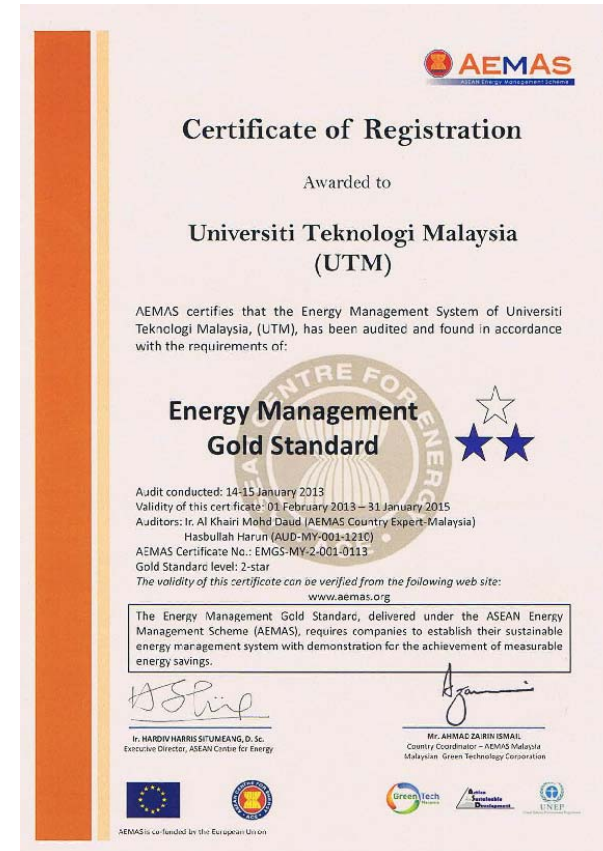 AEMAS
ASEAN Energy Management Scheme
Certificate of Registration
Awarded to
Universiti Teknologi Malaysia
(UTM)
AEMAS certifies that the Energy Management System of Universiti
Teknologi Malaysia, (UTM), has been audited and found in accordance
with the requirements of:
Energy Management
Gold Standard
Audit conducted: 14-15 January 2013
Validity of this certificate: 01 February 2013 – 31 January 2015
Auditors: Ir. Al Khairi Mohd Daud (AEMAS Country Expert-Malaysia)
Hasbullah Harun (AUD-MY-001-1210)
AEMAS Certificate No.: EMGS-MY-2-001-0113
Gold Standard level: 2-star
The validity of this certificate can be verified from the following web site:
www.aemas.org
The Energy Management Gold Standard, delivered under the ASEAN Energy
Management Scheme (AEMAS), requires companies to establish their sustainable
energy management system with demonstration for the achievement of measurable
energy savings.
Ir. HARDIV HARRIS SITUMEANG, D. Sc.
Executive Director, ASEAN Centre for Energy
Mr. AHMAD ZAIRIN ISMAIL
Country Coordinator – AEMAS Malaysia
Malaysian Green Technology Corporation
GreenTech
Malaysia
Active
Sustainable
Development
UNEP
AEMAS is co-funded by the European Union